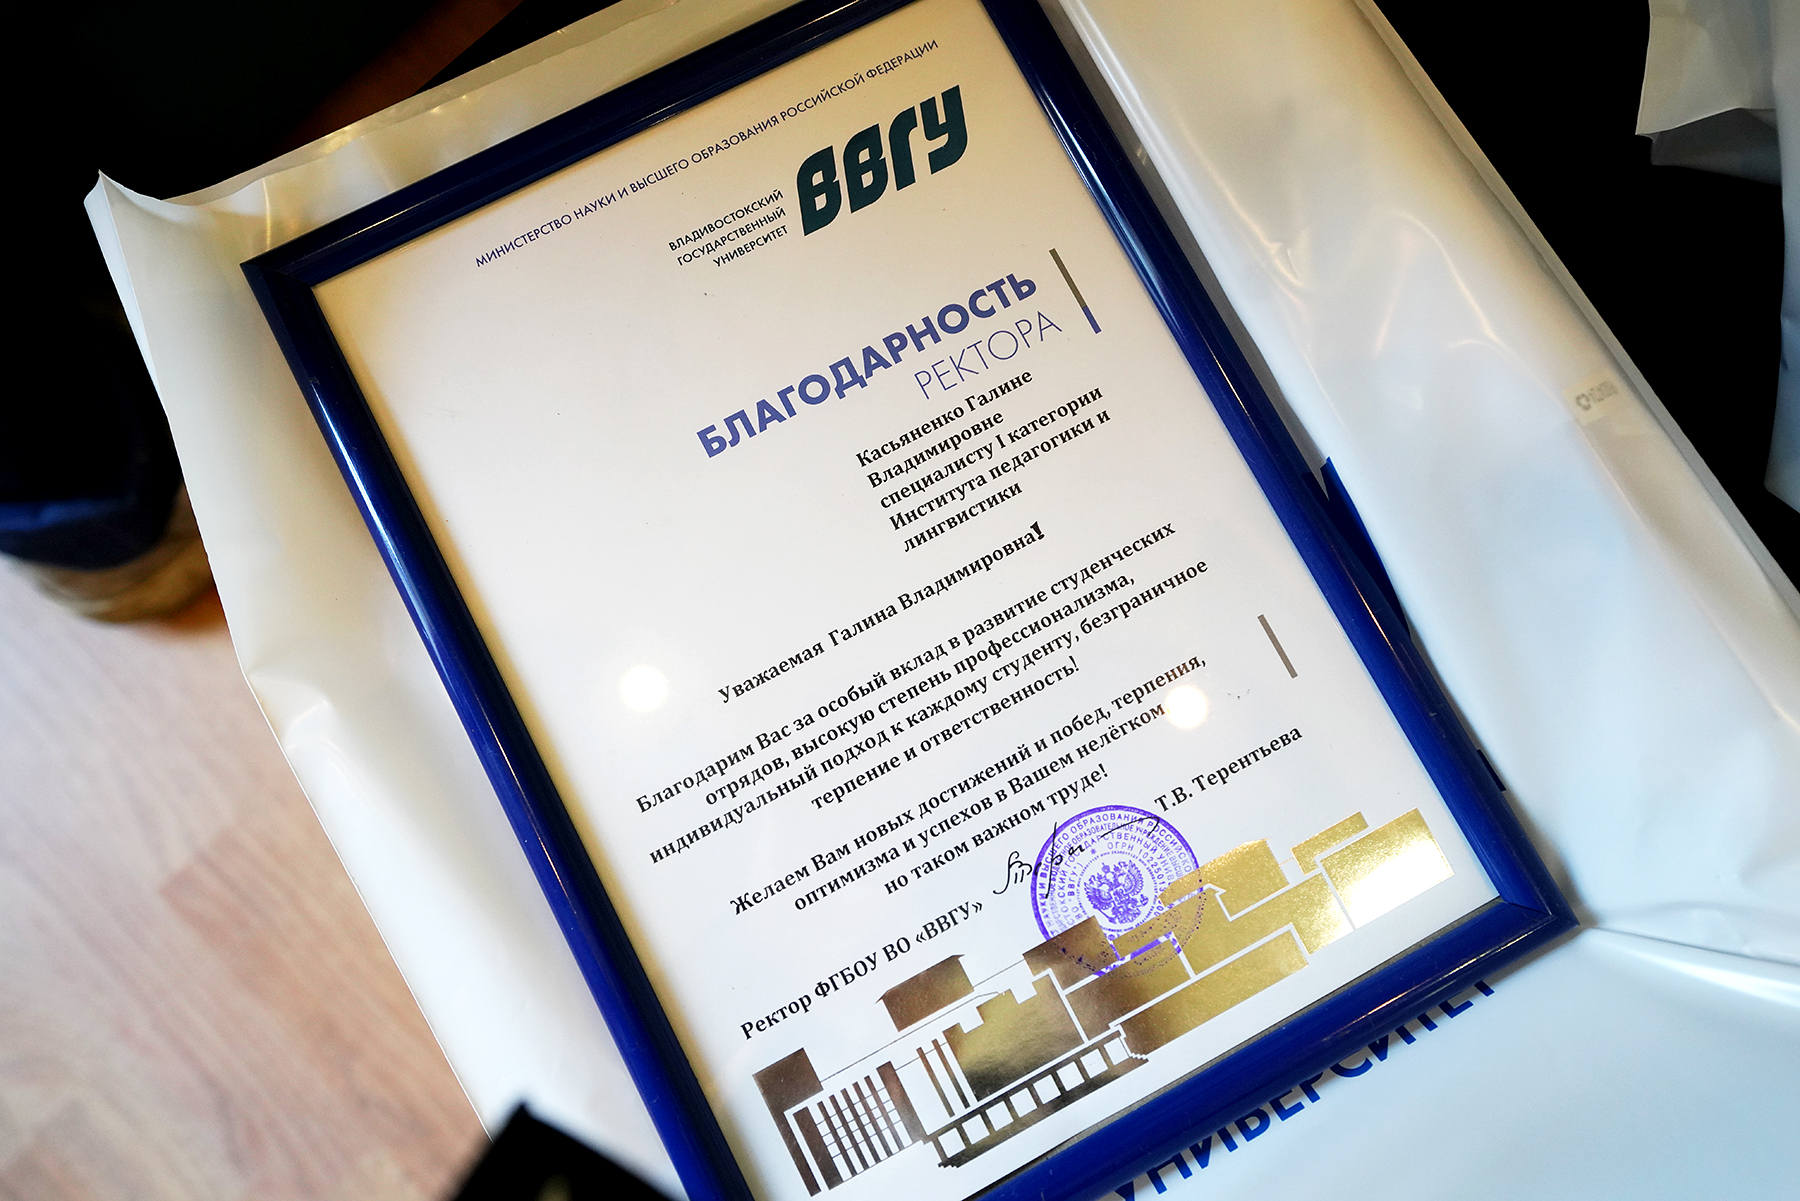 МИНИСТЕРСТВО НАУКИ И ВЫСШЕГО ОБРАЗОВАНИЯ РОССИЙСКОЙ ФЕДЕРАЦИИ
ВЛАДИВОСТОКСКИЙ
ГОСУДАРСТВЕННЫЙ
УНИВЕРСИТЕТ
ВВГУ
БЛАГОДАРНОСТЬ
РЕКТОРА
Касьяненко Галине
Владимировне
специалисту I категории
Института педагогики и
лингвистики
Уважаемая Галина Владимировна!
Благодарим Вас за особый вклад в развитие студенческих
отрядов, высокую степень профессионализма,
индивидуальный подход к каждому студенту, безграничное
терпение и ответственность!
Желаем Вам новых достижений и побед, терпения,
оптимизма и успехов в Вашем нелёгком
но таком важном труде!
Ректор ФГБОУ ВО «ВВГУ»
Т.В. Терентьева
УНИВЕРСИТЕТ